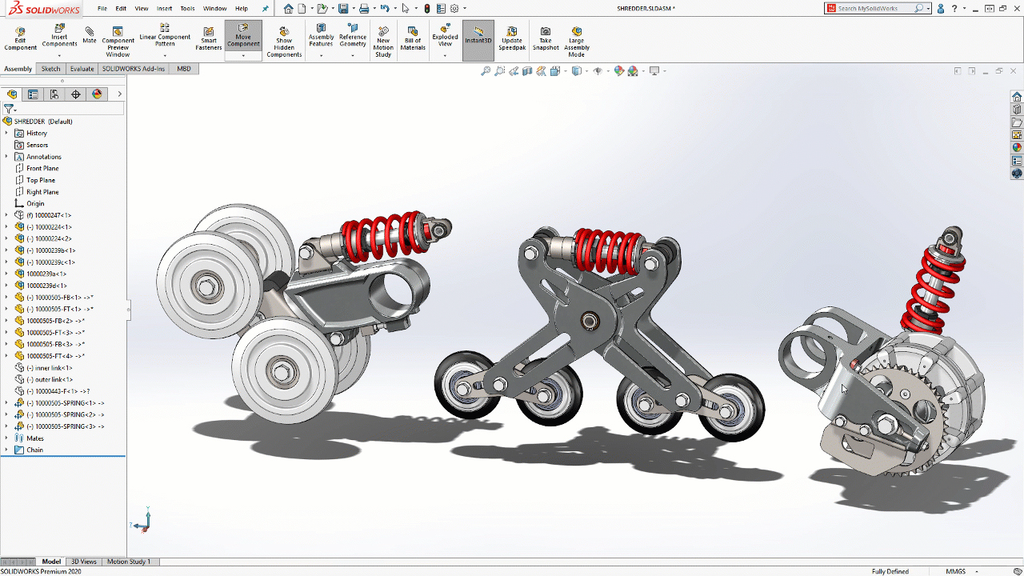 SOLIDWORKS File Edit View Insert Tools Window Help SHREDDER.SLDASM * Search MySolidWorks
Edit Component
Insert Components
Mate
Component Preview Window
Linear Component Pattern
Smart Fasteners
Move Component
Show Hidden Components
Assembly Features
Reference Geometry
New Motion Study
Bill of Materials
Exploded View
Instant3D
Update Speedpak
Take Snapshot
Large Assembly Mode
Assembly Sketch Evaluate SOLIDWORKS Add-Ins MBD
SHREDDER (Default)
History
Sensors
Annotations
Front Plane
Top Plane
Right Plane
Origin
(f) 10000247<1>
(-) 10000224<1>
(-) 10000224<2>
(-) 10000239b<1>
(-) 10000239c<1>
10000239a<1>
10000239d<1>
(-) 10000505-FB<1> ->*
(-) 10000505-FT<1> ->*
10000505-FB<2> ->*
10000505-FT<3> ->*
10000505-FB<3> ->*
10000505-FT<4> ->*
(-) inner link<1>
(-) outer link<1>
(-) 10000443-F<1> ->?
(-) 10000505-SPRING<1> ->
(-) 10000505-SPRING<2> ->
(-) 10000505-SPRING<3> ->
Mates
Chain
Model 3D Views Motion Study 1
SOLIDWORKS Premium 2020 Fully Defined MMGS